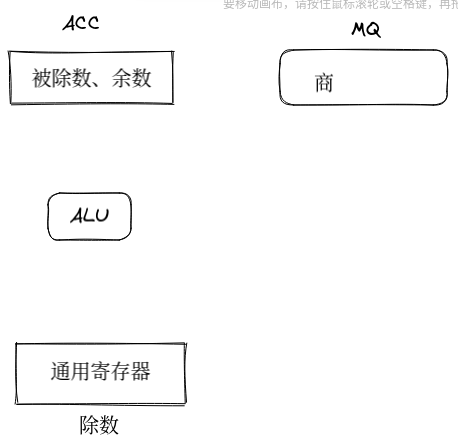 要移动画布，请按住鼠标滚轮或空格键，再拖
ACC
MQ
被除数、余数
商
ALU
通用寄存器
除数